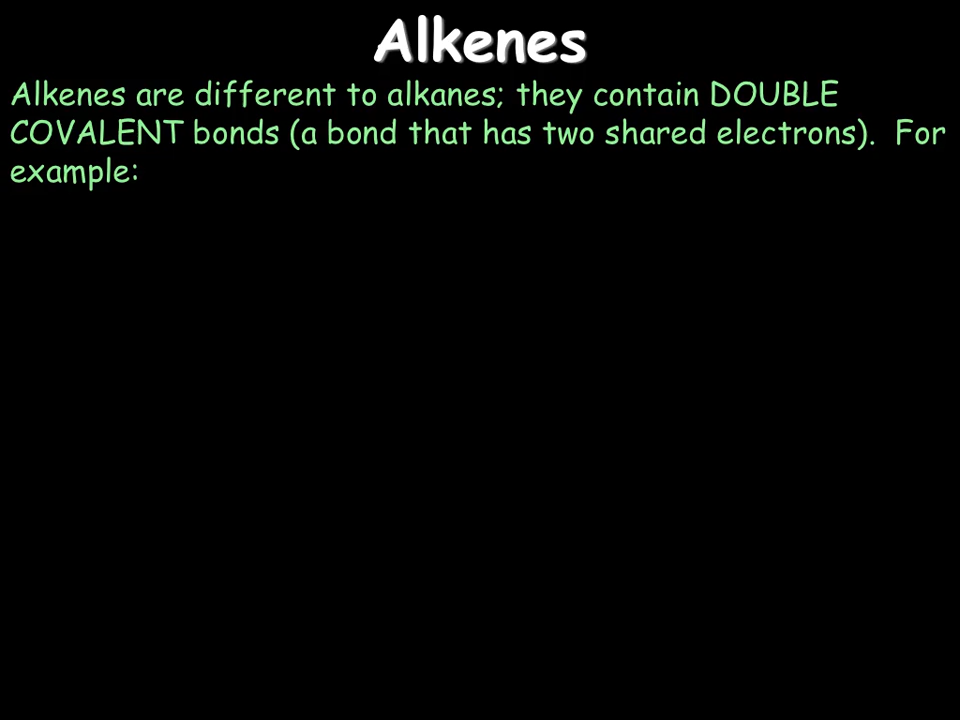 Alkenes
Alkenes are different to alkanes; they contain DOUBLE
COVALENT bonds (a bond that has two shared electrons).  For
example: